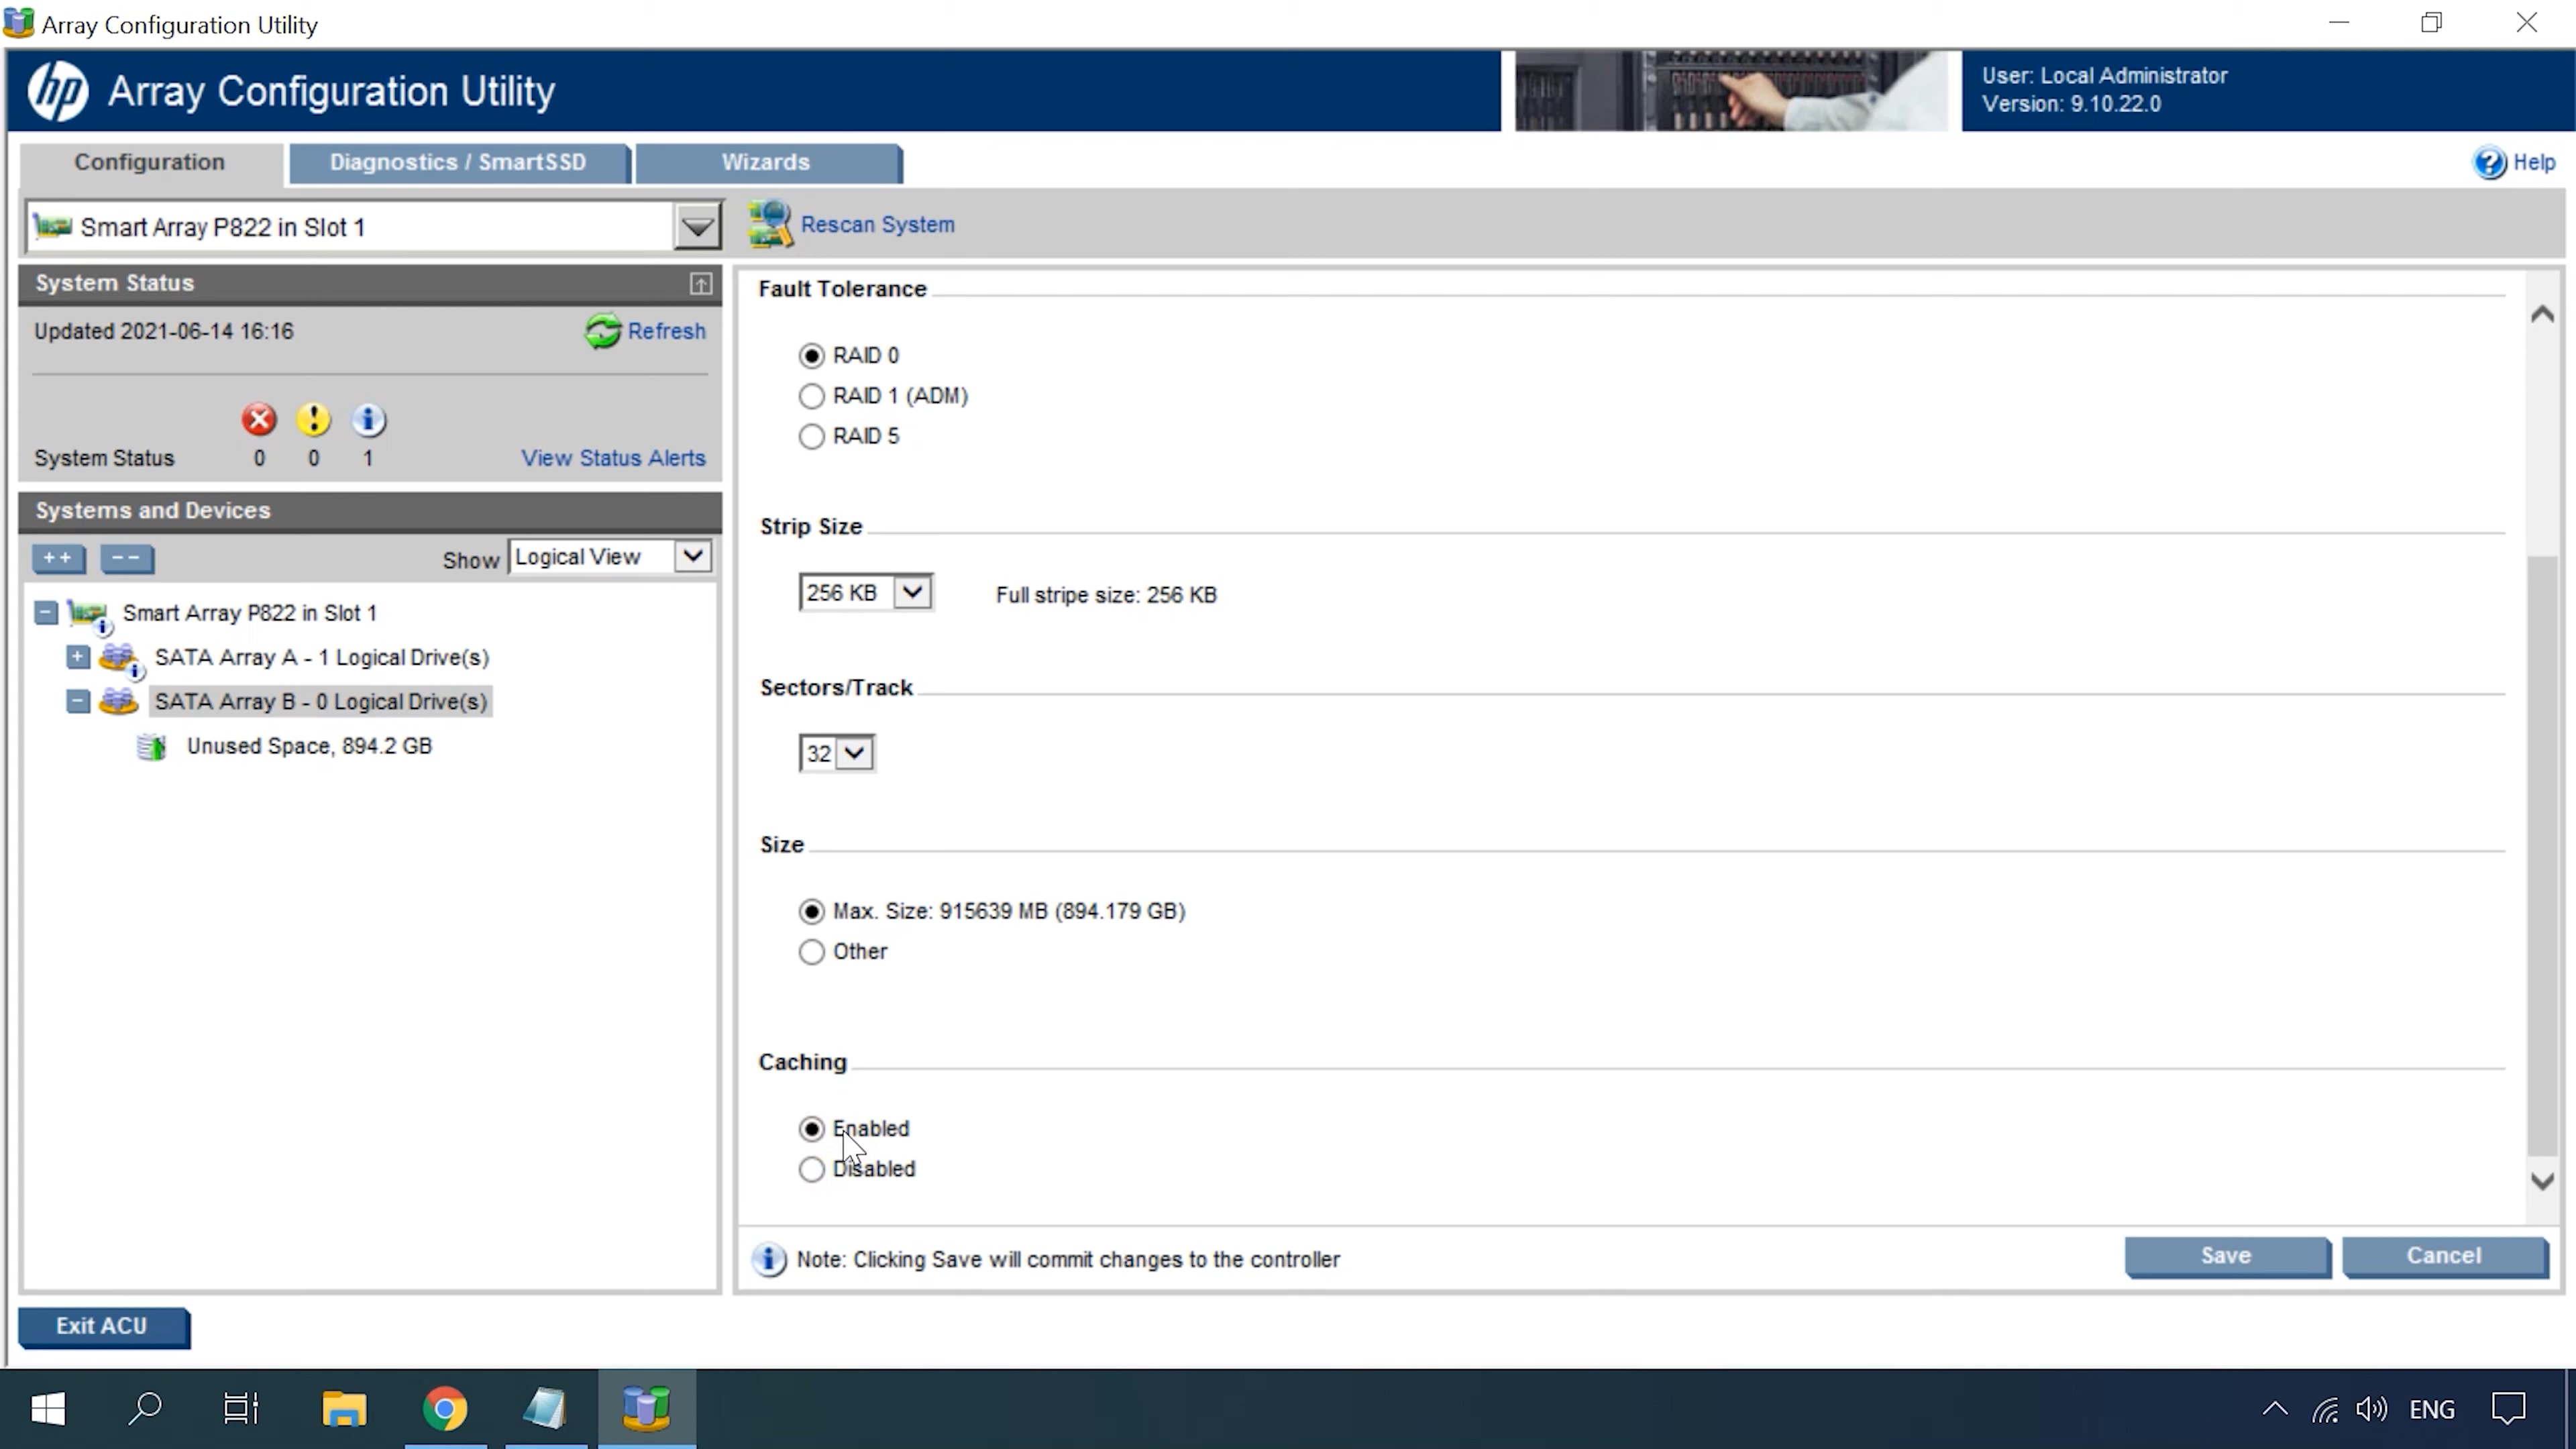 Array Configuration Utility
hp Array Configuration Utility
User: Local Administrator
Version: 9.10.22.0
Configuration
Diagnostics / SmartSSD
Wizards
Help
Smart Array P822 in Slot 1
Rescan System
System Status
Updated 2021-06-14 16:16
Refresh
System Status 0 0 1 View Status Alerts
Systems and Devices
++ -- Show Logical View
Smart Array P822 in Slot 1
SATA Array A - 1 Logical Drive(s)
SATA Array B - 0 Logical Drive(s)
Unused Space, 894.2 GB
Fault Tolerance
RAID 0
RAID 1 (ADM)
RAID 5
Strip Size
256 KB Full stripe size: 256 KB
Sectors/Track
32
Size
Max. Size: 915639 MB (894.179 GB)
Other
Caching
Enabled
Disabled
Note: Clicking Save will commit changes to the controller
Save
Cancel
Exit ACU
ENG